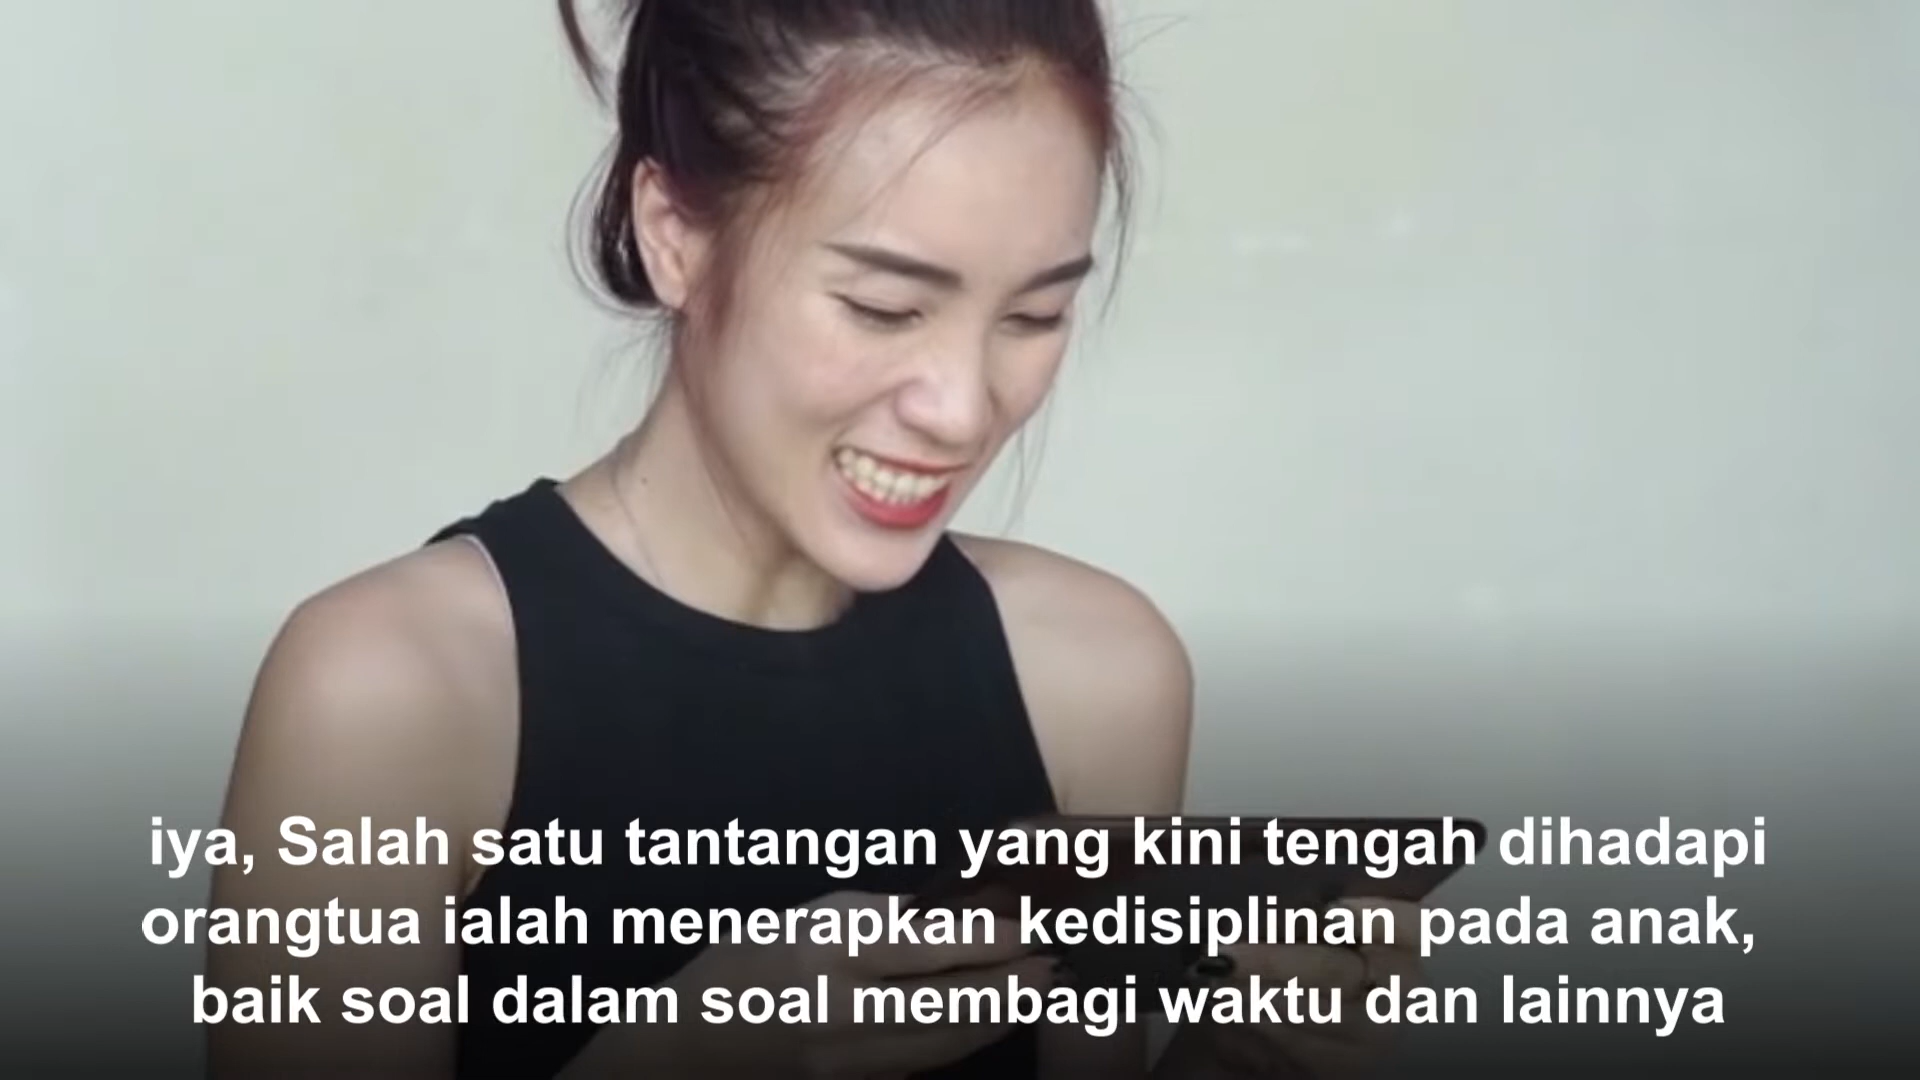 iya, Salah satu tantangan yang kini tengah dihadapi
orangtua ialah menerapkan kedisiplinan pada anak,
baik soal dalam soal membagi waktu dan lainnya